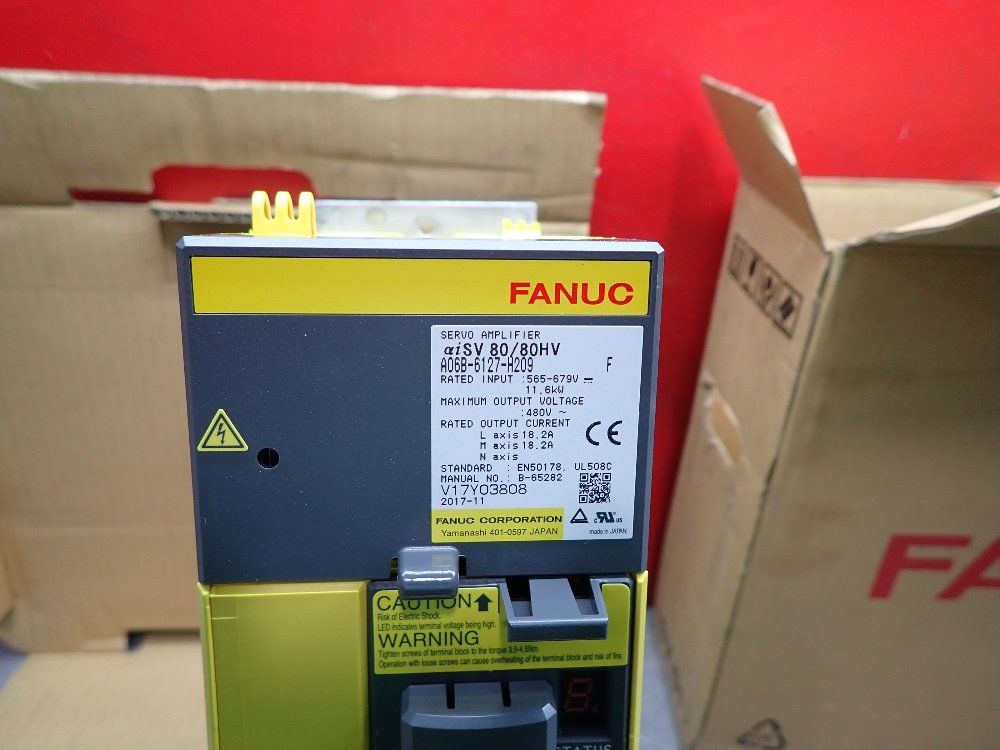 FANUC
SERVO AMPLIFIER
αiSV 80/80HV
A06B-6127-H209 F
RATED INPUT :565-679V ⎓
11.6kW
MAXIMUM OUTPUT VOLTAGE
:480V ~
RATED OUTPUT CURRENT
L axis 18.2A
M axis 18.2A
N axis
CE
STANDARD : EN50178, UL508C
MANUAL NO.: B-65282
V17Y03808
2017-11
FANUC CORPORATION
Yamanashi 401-0597 JAPAN
c RU us
made in JAPAN
CAUTION
Risk of Electric Shock.
LED indicates terminal voltage being high.
WARNING
Tighten screws of terminal block to the torque 3.5-4.5Nm.
Operation with loose screws can cause overheating of the terminal block and risk of fire.
8.
STATUS
FA